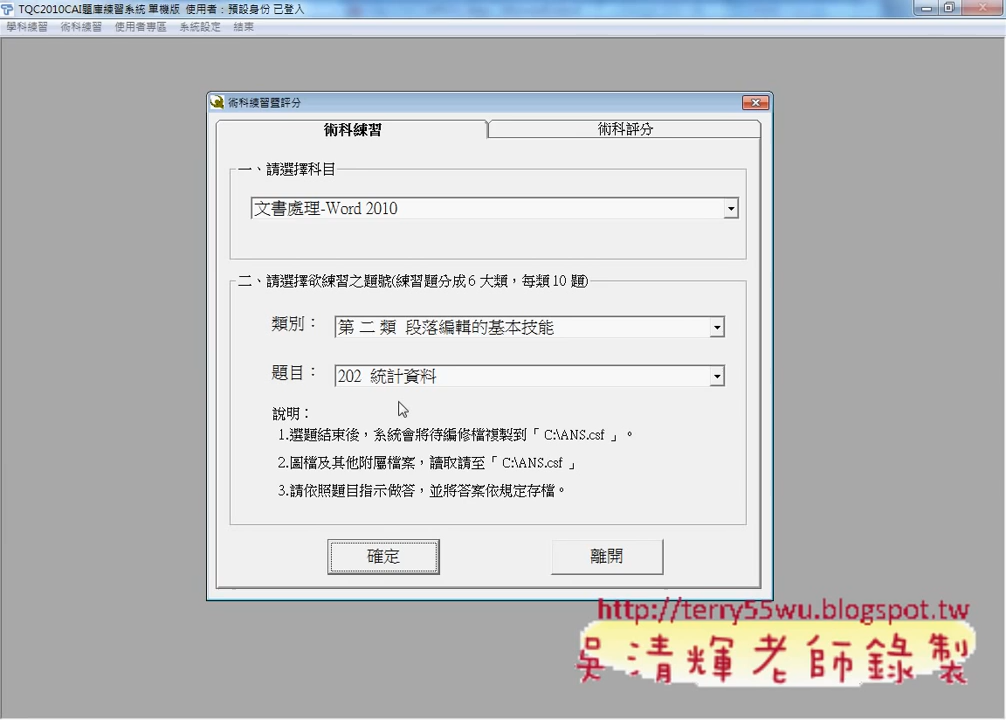 TQC2010CAI題庫練習系統 單機版 使用者：預設身份 已登入
學科練習 術科練習 使用者專區 系統設定 結束
術科練習暨評分
術科練習 術科評分
一、請選擇科目
文書處理-Word 2010
二、請選擇欲練習之題號(練習題分成 6 大類，每類 10 題)
類別： 第 二 類 段落編輯的基本技能
題目： 202 統計資料
說明：
1.選題結束後，系統會將待編修檔複製到「 C:\ANS.csf 」。
2.圖檔及其他附屬檔案，讀取請至「 C:\ANS.csf 」
3.請依照題目指示做答，並將答案依規定存檔。
確定 離開
http://terry55wu.blogspot.tw
吳清輝老師錄製